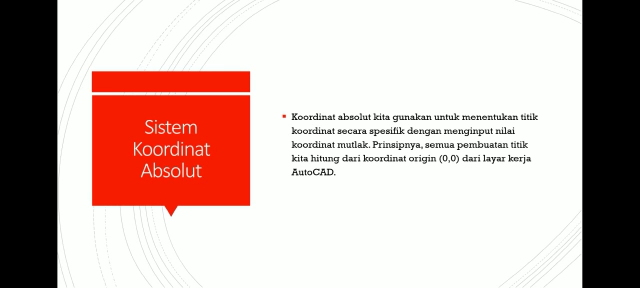 Sistem
Koordinat
Absolut
Koordinat absolut kita gunakan untuk menentukan titik
koordinat secara spesifik dengan menginput nilai
koordinat mutlak. Prinsipnya, semua pembuatan titik
kita hitung dari koordinat origin (0,0) dari layar kerja
AutoCAD.